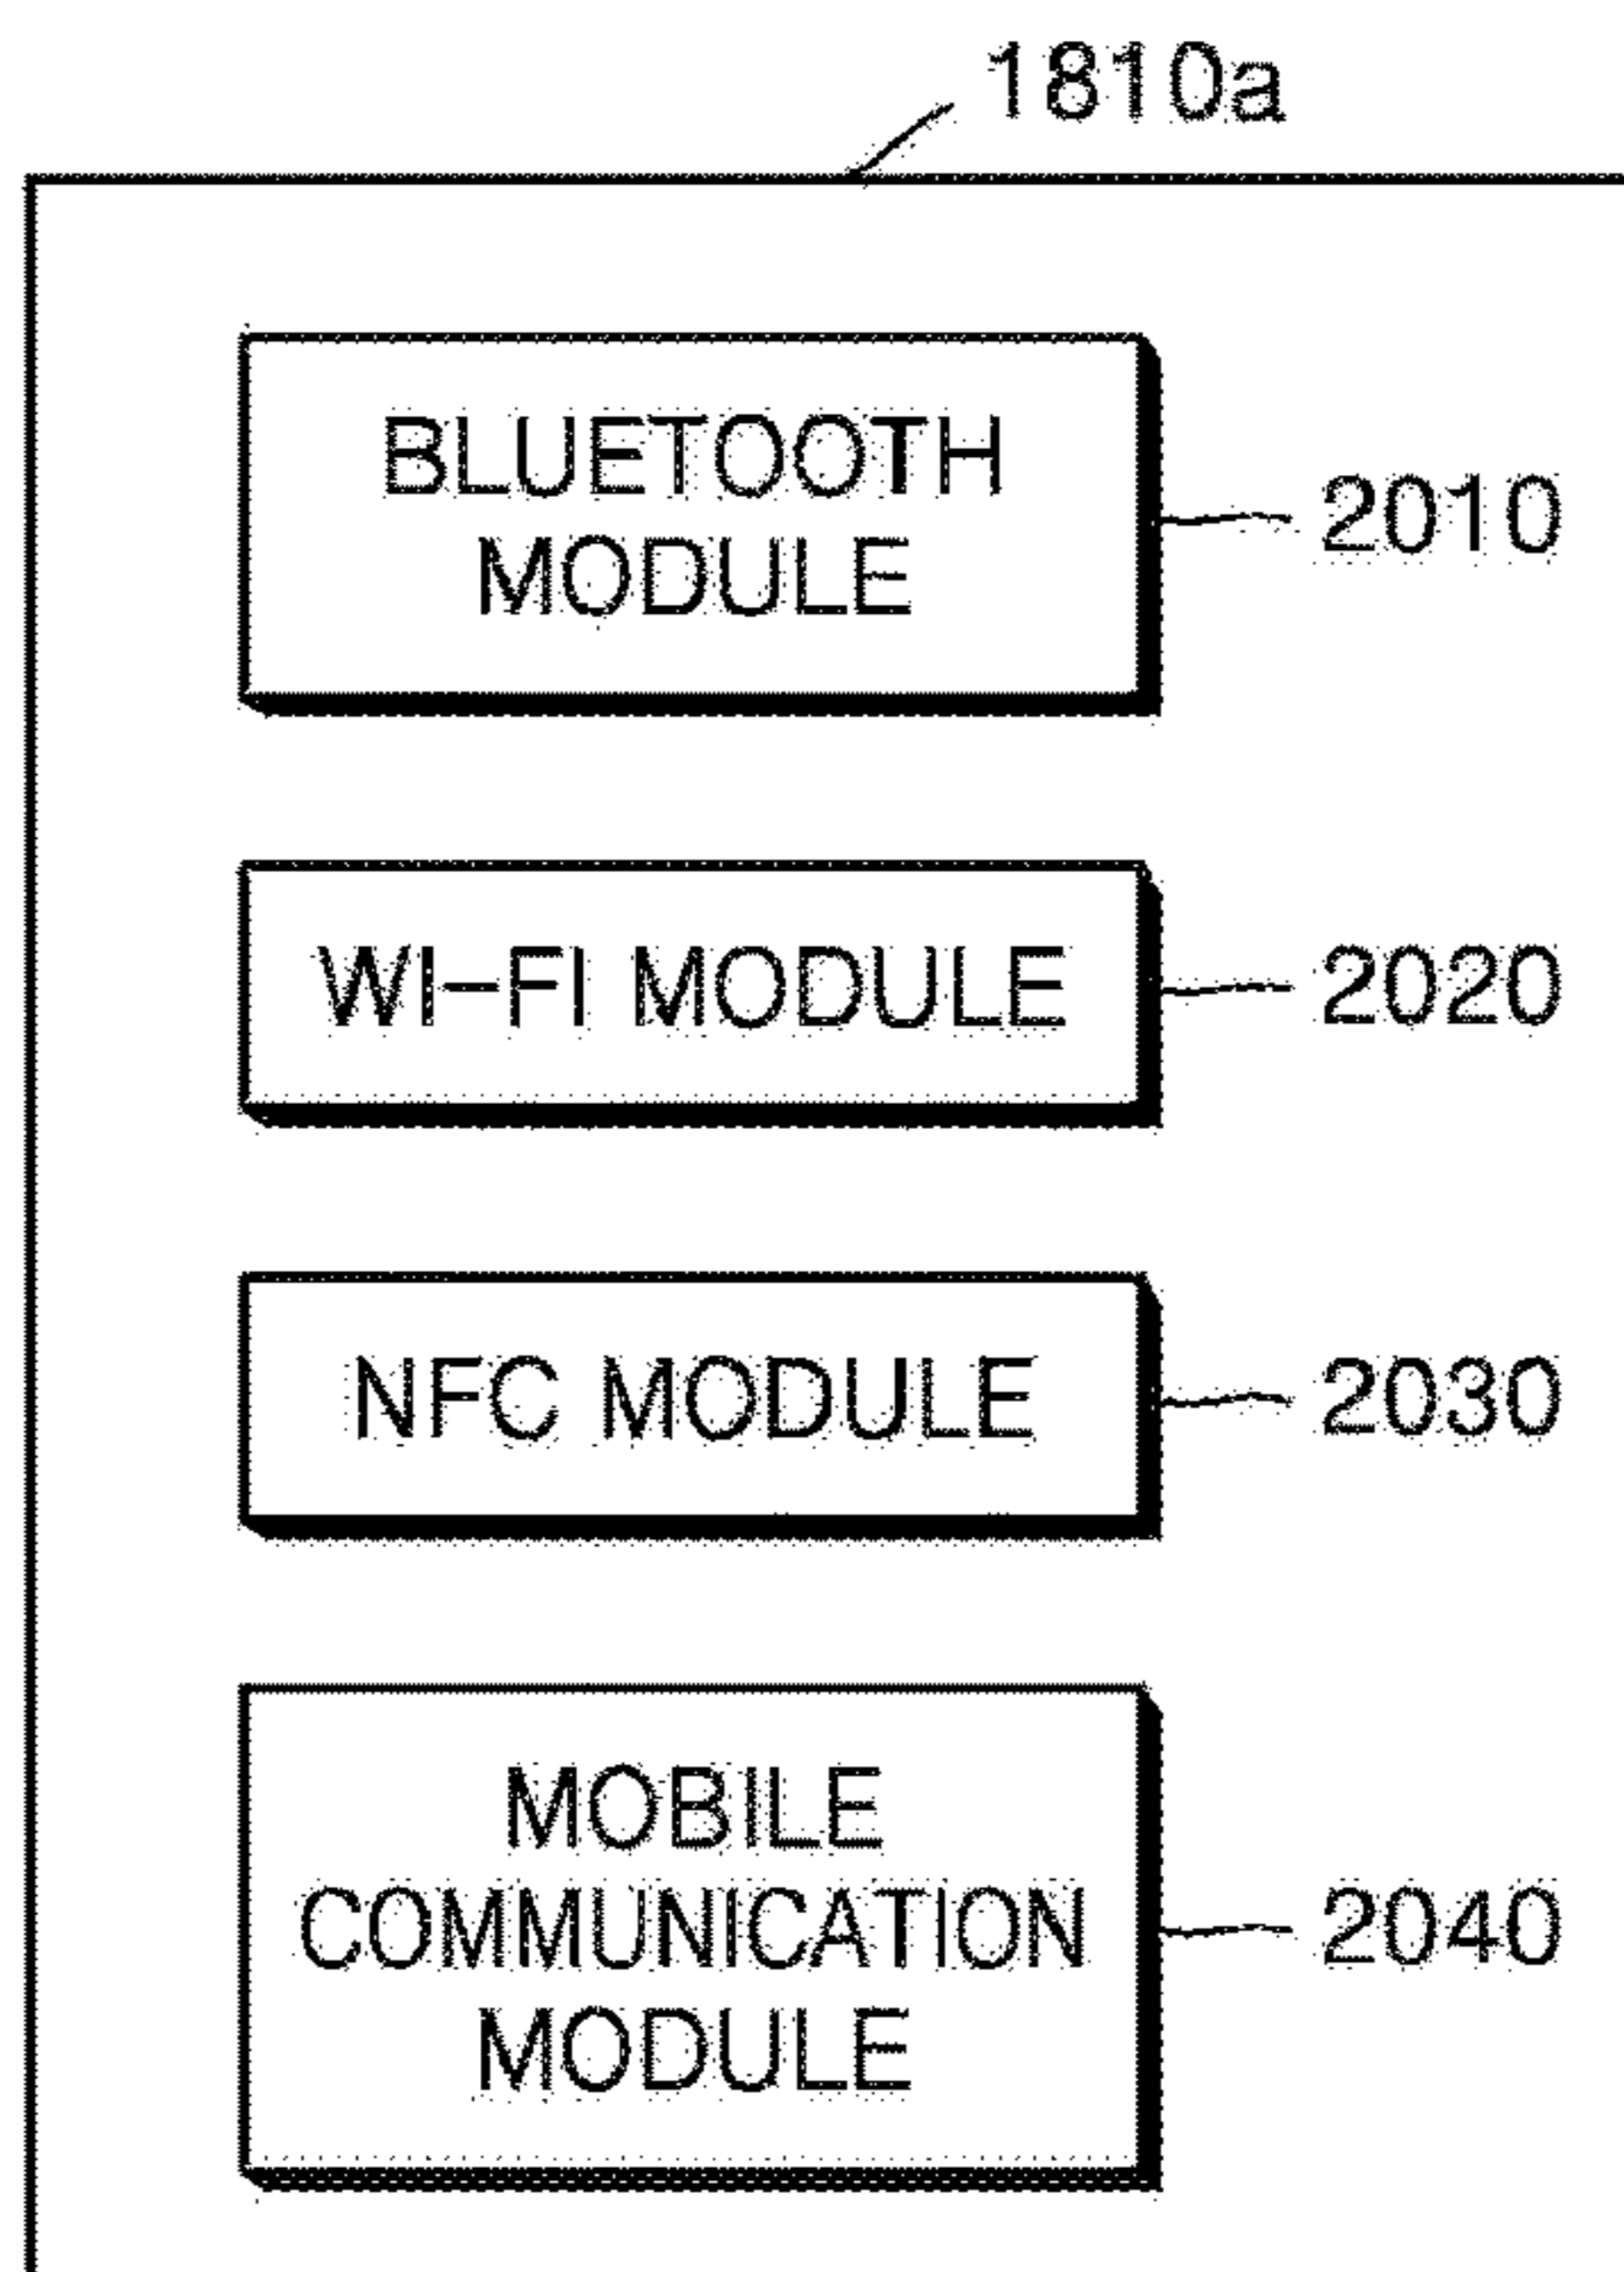 1810a
BLUETOOTH
MODULE
2010
WI-FI MODULE
2020
NFC MODULE
2030
MOBILE
COMMUNICATION
MODULE
2040